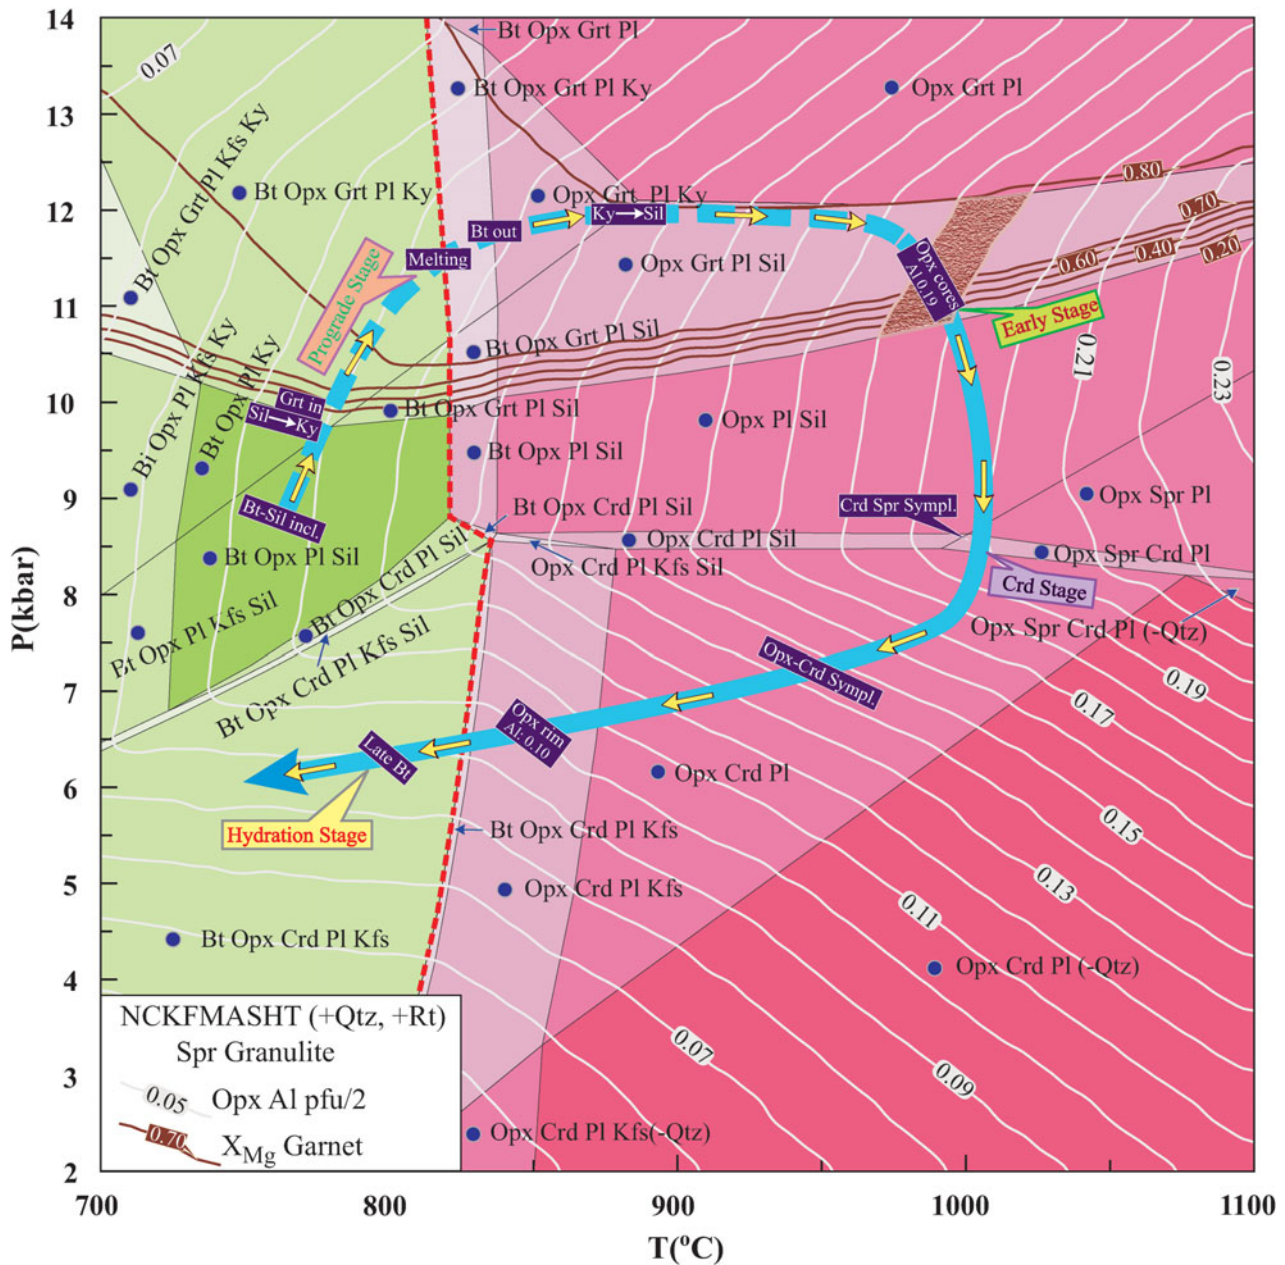 14
13
12
11
10
9
8
7
6
5
4
3
2
P(kbar)
700
800
900
1000
1100
T(°C)
0.07
Bt Opx Grt Pl
Bt Opx Grt Pl Ky
Opx Grt Pl
Bt Opx Grt Pl Kfs Ky
Bt Opx Grt Pl Ky
Opx Grt Pl Ky
0.80
0.70
0.60
0.40
0.20
Ky→Sil
Bt out
Melting
Opx cores
Al 0.19
Opx Grt Pl Sil
Prograde Stage
Early Stage
Bt Opx Grt Pl Sil
0.21
0.23
Bi Opx Pl Kfs Ky
Bt Opx Pl Ky
Grt in
Sil→Ky
Bt Opx Grt Pl Sil
Opx Pl Sil
Bt Opx Pl Sil
Bt-Sil incl.
Opx Spr Pl
Bt Opx Crd Pl Sil
Crd Spr Sympl.
Opx Crd Pl Sil
Opx Spr Crd Pl
Bt Opx Pl Sil
Opx Crd Pl Kfs Sil
Crd Stage
Bt Opx Pl Kfs Sil
Bt Opx Crd Pl Sil
Opx Spr Crd Pl (-Qtz)
Bt Opx Crd Pl Kfs Sil
Opx-Crd Sympl.
0.19
0.17
Opx rim
Al: 0.10
Late Bt
Opx Crd Pl
Hydration Stage
Bt Opx Crd Pl Kfs
0.15
Opx Crd Pl Kfs
0.13
0.11
Bt Opx Crd Pl Kfs
Opx Crd Pl (-Qtz)
0.07
0.09
Opx Crd Pl Kfs(-Qtz)
NCKFMASHT (+Qtz, +Rt)
Spr Granulite
0.05 Opx Al pfu/2
0.70 XMg Garnet